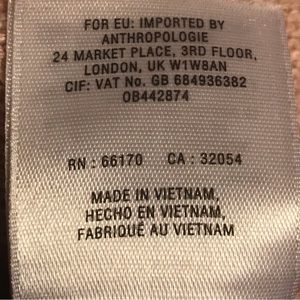 FOR EU: IMPORTED BY
ANTHROPOLOGIE
24 MARKET PLACE, 3RD FLOOR,
LONDON, UK W1W8AN
CIF: VAT No. GB 684936382
OB442874
RN : 66170 CA : 32054
MADE IN VIETNAM,
HECHO EN VIETNAM,
FABRIQUÉ AU VIETNAM